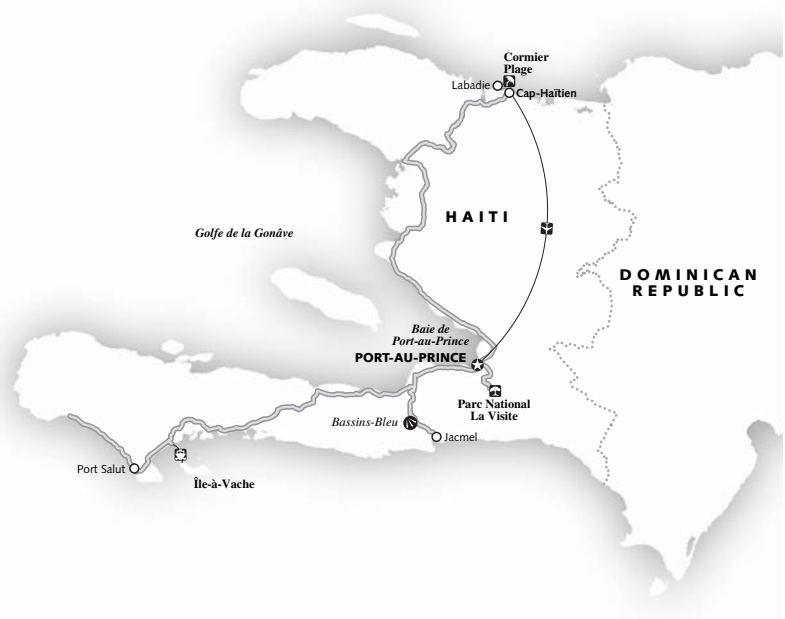 Cormier
Plage
Labadie
Cap-Haïtien
HAITI
Golfe de la Gonâve
DOMINICAN
REPUBLIC
Baie de
Port-au-Prince
PORT-AU-PRINCE
Parc National
La Visite
Bassins-Bleu
Jacmel
Port Salut
Île-à-Vache